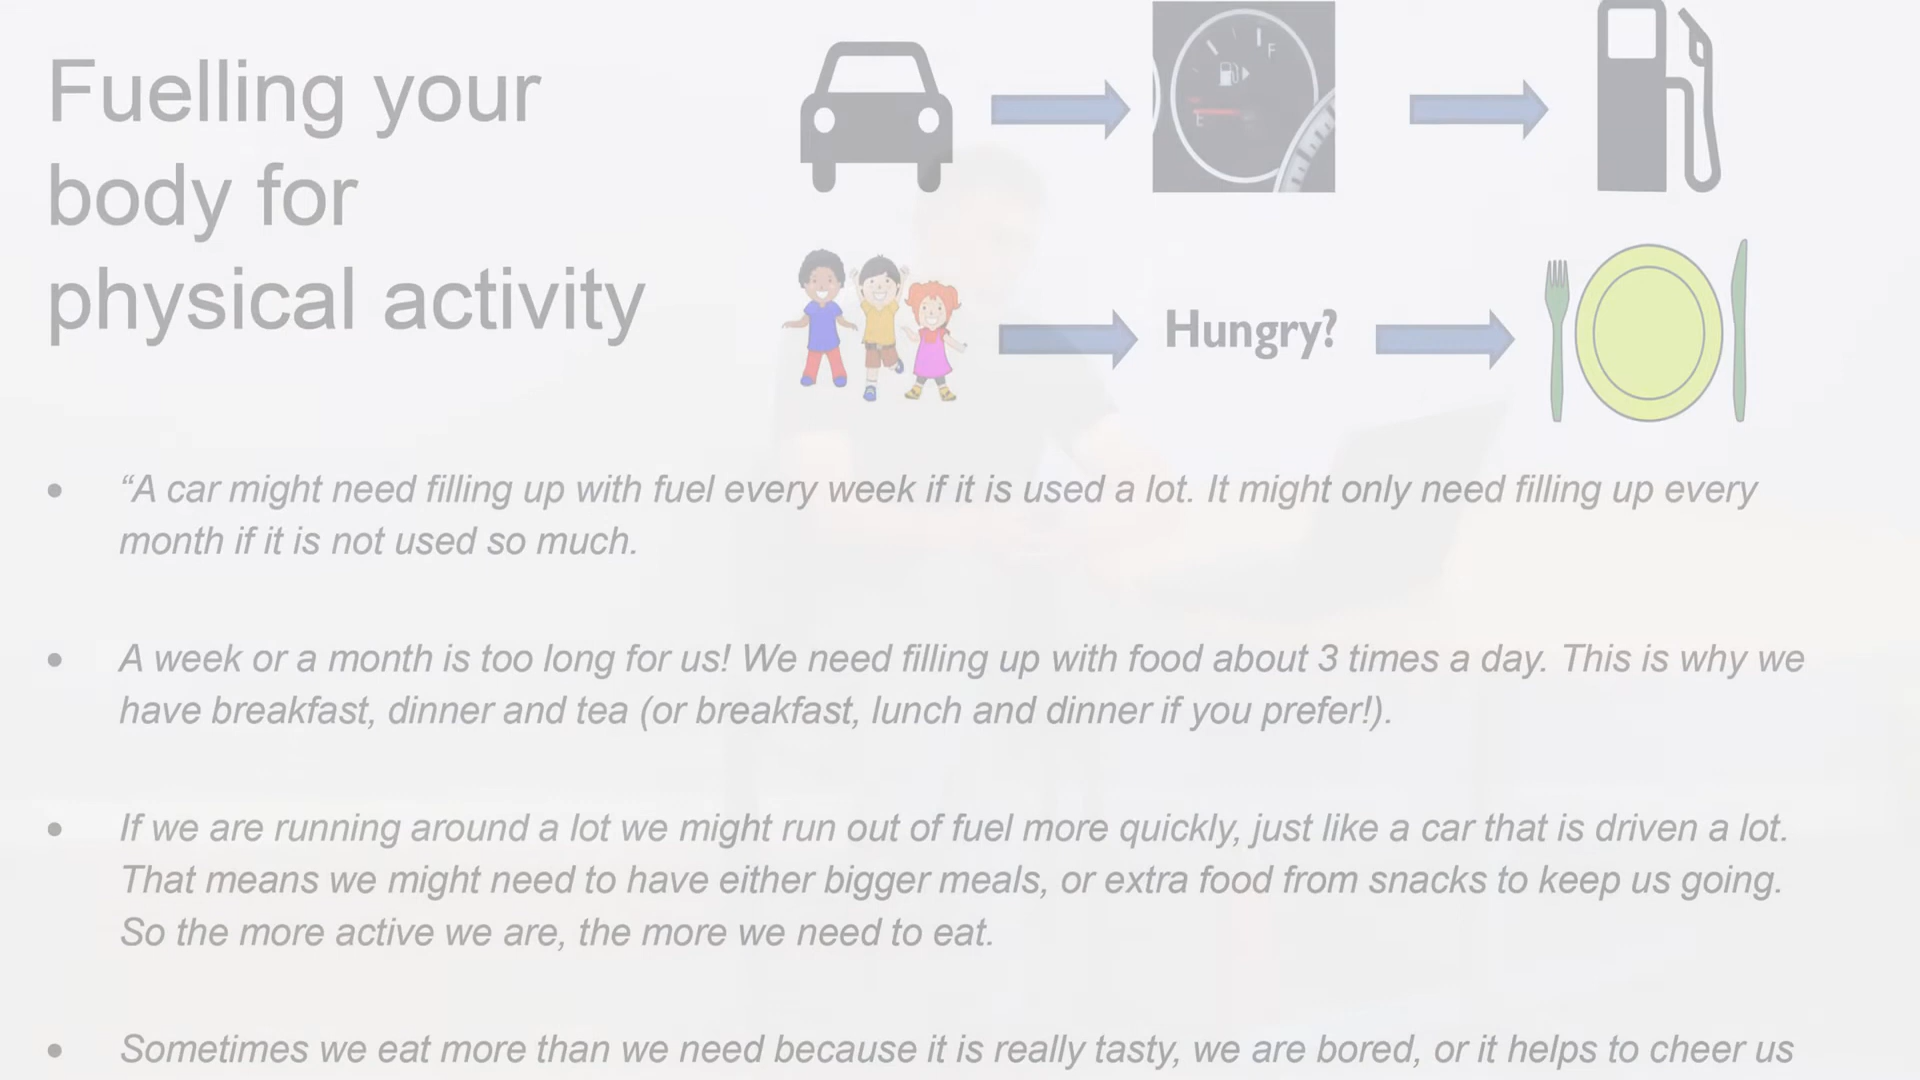 Fuelling your
body for
physical activity
F
E
Hungry?
• “A car might need filling up with fuel every week if it is used a lot. It might only need filling up every
month if it is not used so much.
• A week or a month is too long for us! We need filling up with food about 3 times a day. This is why we
have breakfast, dinner and tea (or breakfast, lunch and dinner if you prefer!).
• If we are running around a lot we might run out of fuel more quickly, just like a car that is driven a lot.
That means we might need to have either bigger meals, or extra food from snacks to keep us going.
So the more active we are, the more we need to eat.
• Sometimes we eat more than we need because it is really tasty, we are bored, or it helps to cheer us